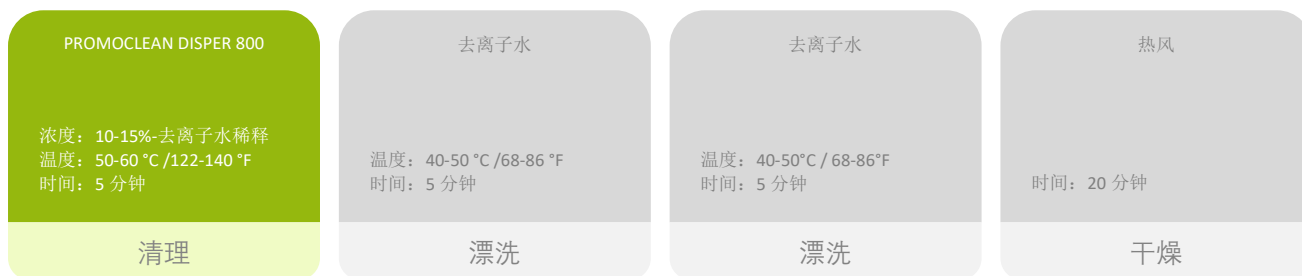 PROMOCLEAN DISPER 800
浓度：10-15%-去离子水稀释
温度：50-60 °C /122-140 °F
时间：5 分钟
清理
去离子水
温度：40-50 °C /68-86 °F
时间：5 分钟
漂洗
去离子水
温度：40-50°C / 68-86°F
时间：5 分钟
漂洗
热风
时间：20 分钟
干燥